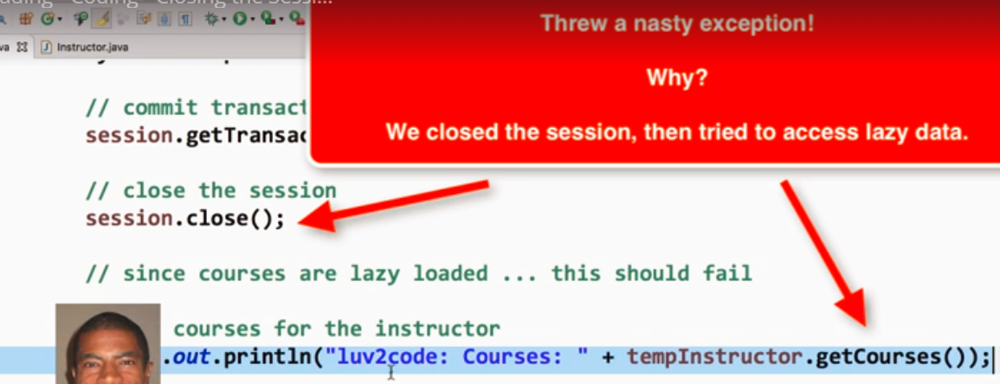 Instructor.java
Threw a nasty exception!
Why?
We closed the session, then tried to access lazy data.
// commit transact
session.getTransac
// close the session
session.close();
// since courses are lazy loaded ... this should fail
courses for the instructor
.out.println("luv2code: Courses: " + tempInstructor.getCourses());